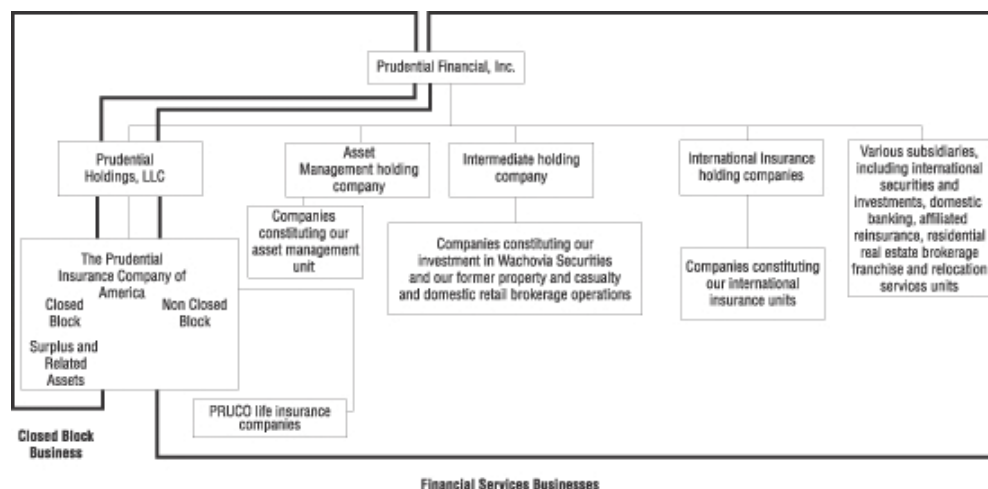 Prudential Financial, Inc.
Prudential
Holdings, LLC
Asset
Management holding
company
Intermediate holding
company
International Insurance
holding companies
Various subsidiaries,
including international
securities and
investments, domestic
banking, affiliated
reinsurance, residential
real estate brokerage
franchise and relocation
services units
Companies
constituting our
asset management
unit
Companies constituting our
investment in Wachovia Securities
and our former property and casualty
and domestic retail brokerage operations
Companies constituting
our international
insurance units
The Prudential
Insurance Company of
America
Closed
Block
Non Closed
Block
Surplus and
Related
Assets
PRUCO life insurance
companies
Closed Block
Business
Financial Services Businesses